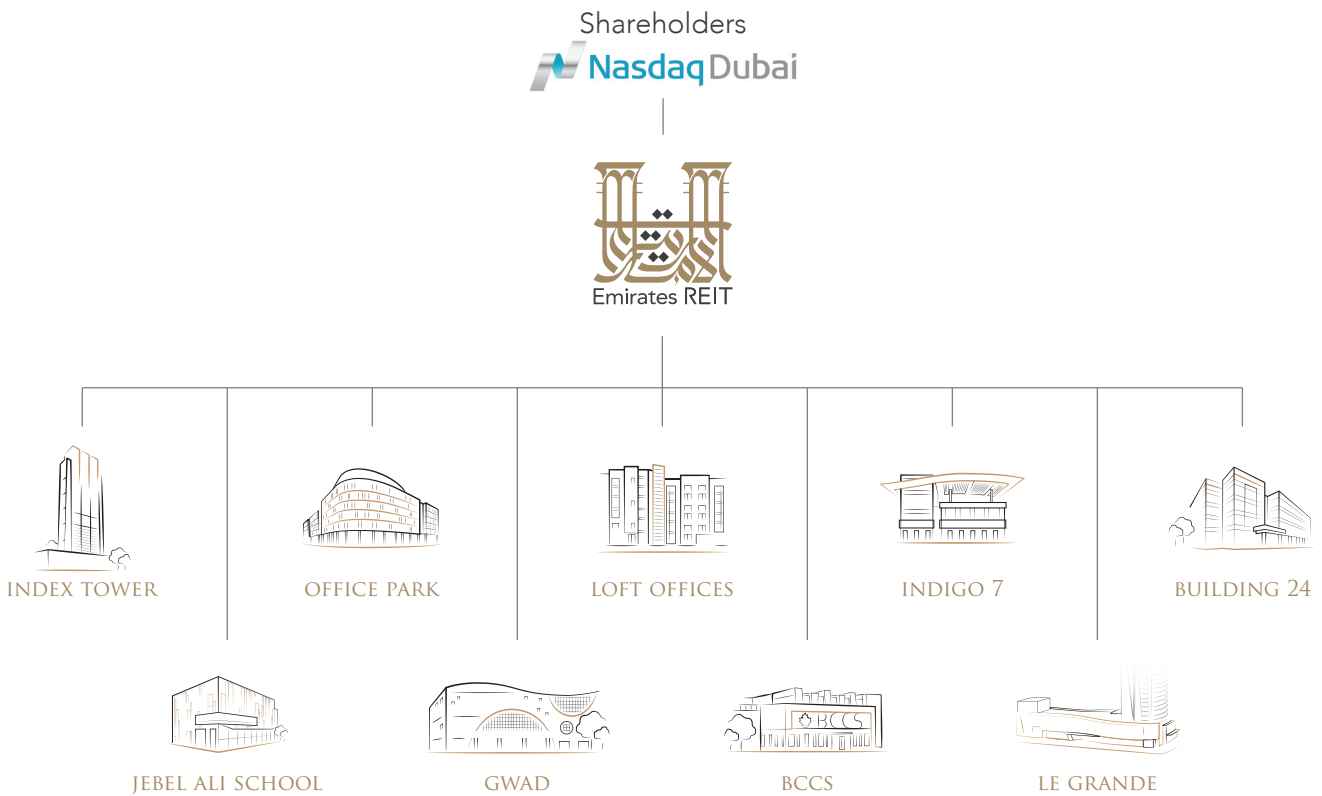 Shareholders
Nasdaq Dubai
Emirates REIT
INDEX TOWER
OFFICE PARK
LOFT OFFICES
INDIGO 7
BUILDING 24
BCCS
JEBEL ALI SCHOOL
GWAD
BCCS
LE GRANDE